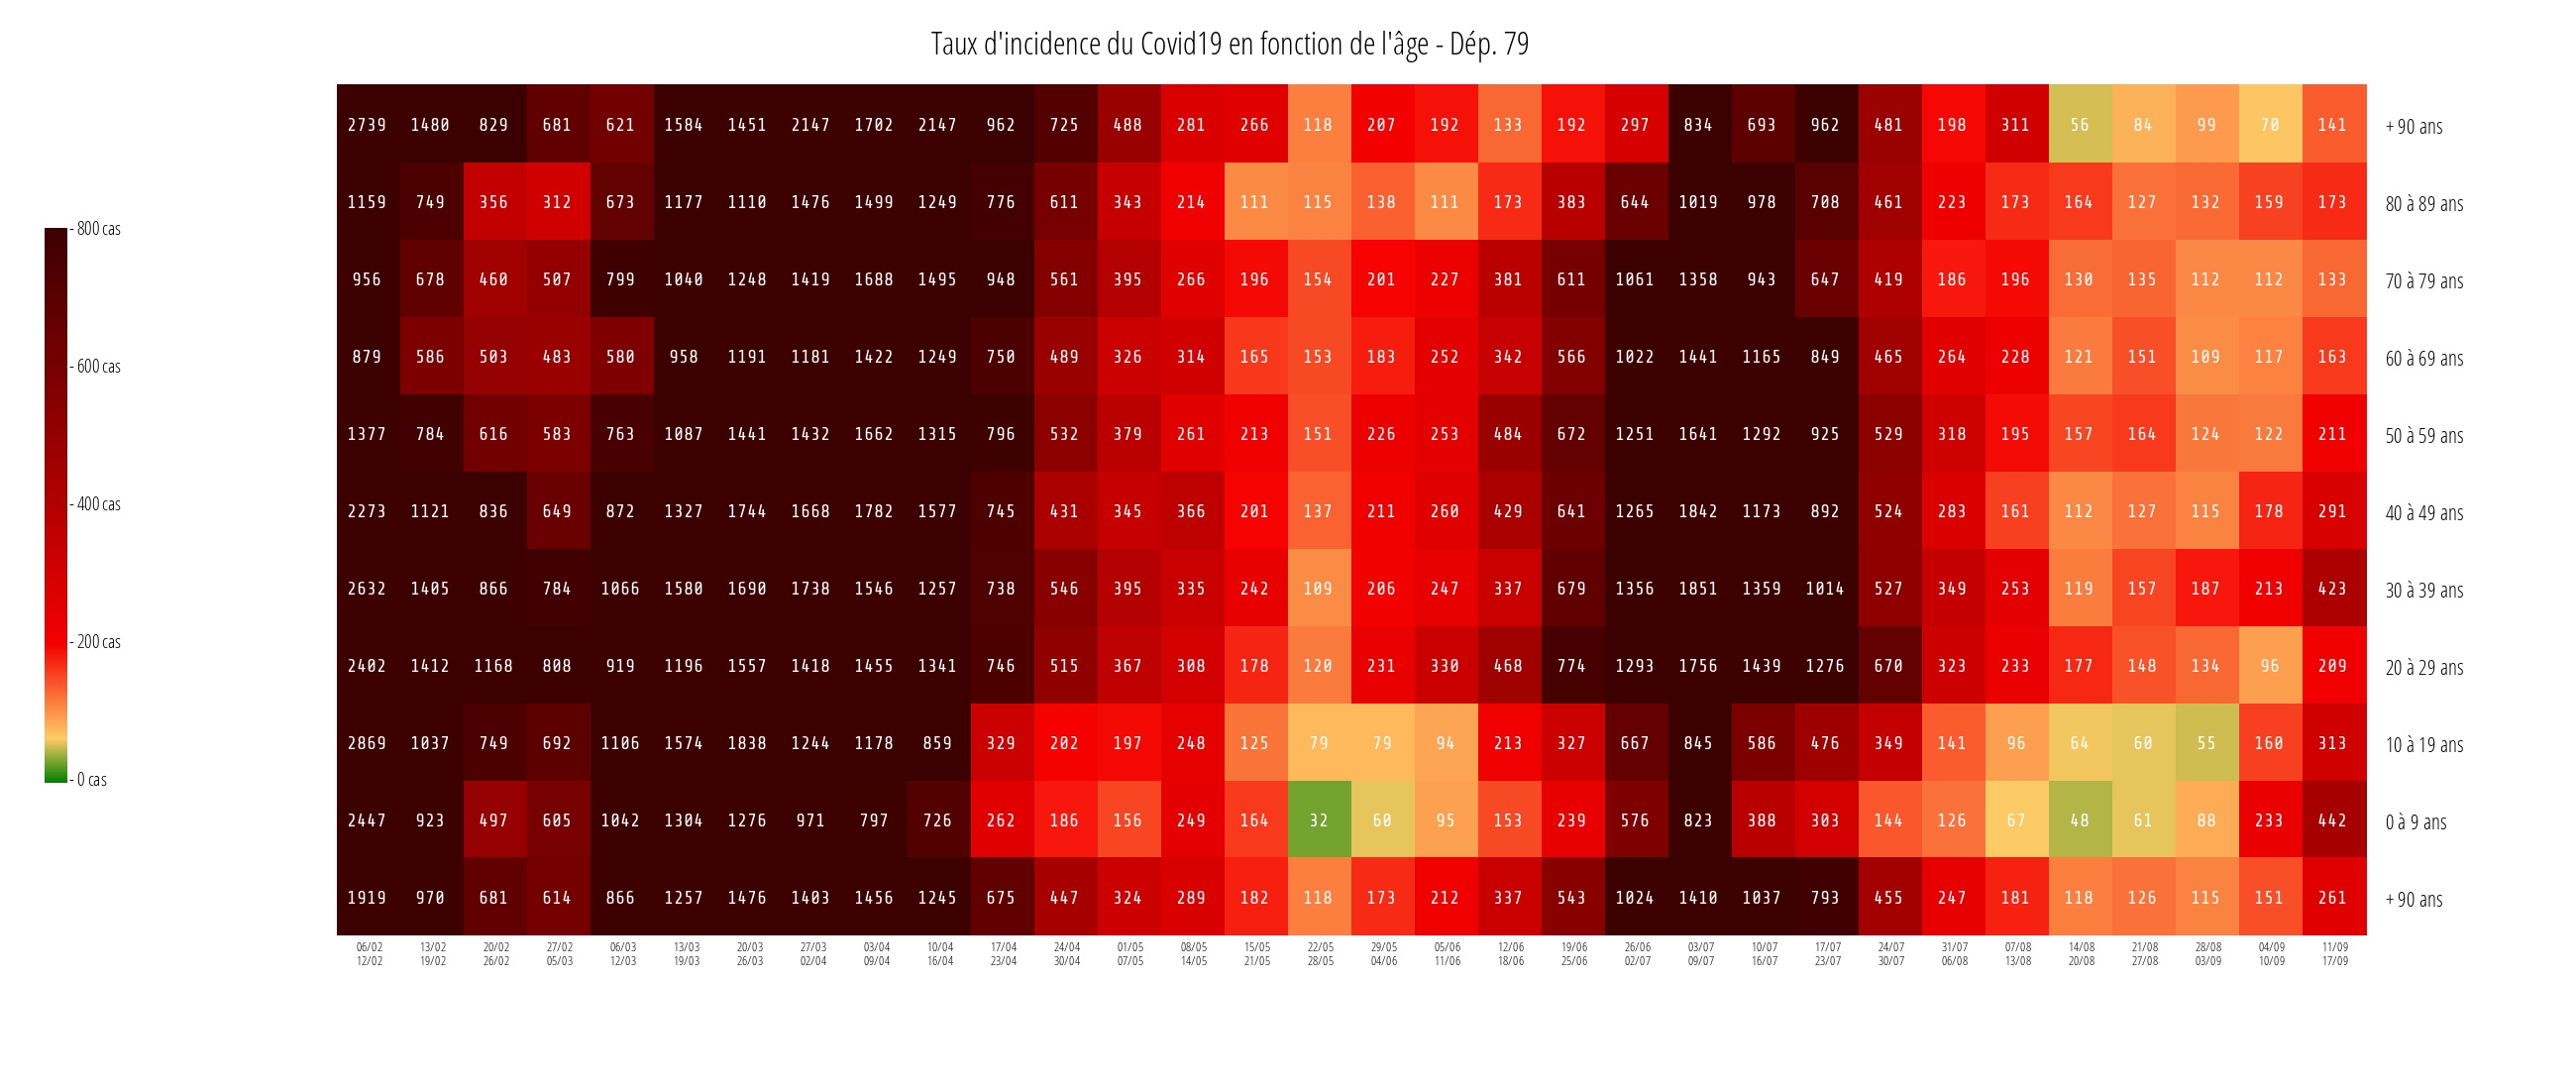 Taux d'incidence du Covid19 en fonction de l'âge - Dép. 79
2739 1480 829 681 621 1584 1451 2147 1702 2147 962 725 488 281 266 118 207 192 133 192 297 834 693 962 481 198 311 56 84 99 70 141 + 90 ans
1159 749 356 312 673 1177 1110 1476 1499 1249 776 611 343 214 111 115 138 111 173 383 644 1019 978 708 461 223 173 164 127 132 159 173 80 à 89 ans
- 800 cas
956 678 460 507 799 1040 1248 1419 1688 1495 948 561 395 266 196 154 201 227 381 611 1061 1358 943 647 419 186 196 130 135 112 112 133 70 à 79 ans
879 586 503 483 580 958 1191 1181 1422 1249 750 489 326 314 165 153 183 252 342 566 1022 1441 1165 849 465 264 228 121 151 109 117 163 60 à 69 ans
- 600 cas
1377 784 616 583 763 1087 1441 1432 1662 1315 796 532 379 261 213 151 226 253 484 672 1251 1641 1292 925 529 318 195 157 164 124 122 211 50 à 59 ans
- 400 cas
2273 1121 836 649 872 1327 1744 1668 1782 1577 745 431 345 366 201 137 211 260 429 641 1265 1842 1173 892 524 283 161 112 127 115 178 291 40 à 49 ans
2632 1405 866 784 1066 1580 1690 1738 1546 1257 738 546 395 335 242 109 206 247 337 679 1356 1851 1359 1014 527 349 253 119 157 187 213 423 30 à 39 ans
- 200 cas
2402 1412 1168 808 919 1196 1557 1418 1455 1341 746 515 367 308 178 120 231 330 468 774 1293 1756 1439 1276 670 323 233 177 148 134 96 209 20 à 29 ans
2869 1037 749 692 1106 1574 1838 1244 1178 859 329 202 197 248 125 79 79 94 213 327 667 845 586 476 349 141 96 64 60 55 160 313 10 à 19 ans
- 0 cas
2447 923 497 605 1042 1304 1276 971 797 726 262 186 156 249 164 32 60 95 153 239 576 823 388 303 144 126 67 48 61 88 233 442 0 à 9 ans
1919 970 681 614 866 1257 1476 1403 1456 1245 675 447 324 289 182 118 173 212 337 543 1024 1410 1037 793 455 247 181 118 126 115 151 261 + 90 ans
06/02 13/02 20/02 27/02 06/03 13/03 20/03 27/03 03/04 10/04 17/04 24/04 01/05 08/05 15/05 22/05 29/05 05/06 12/06 19/06 26/06 03/07 10/07 17/07 24/07 31/07 07/08 14/08 21/08 28/08 04/09 11/09
12/02 19/02 26/02 05/03 12/03 19/03 26/03 02/04 09/04 16/04 23/04 30/04 07/05 14/05 21/05 28/05 04/06 11/06 18/06 25/06 02/07 09/07 16/07 23/07 30/07 06/08 13/08 20/08 27/08 03/09 10/09 17/09